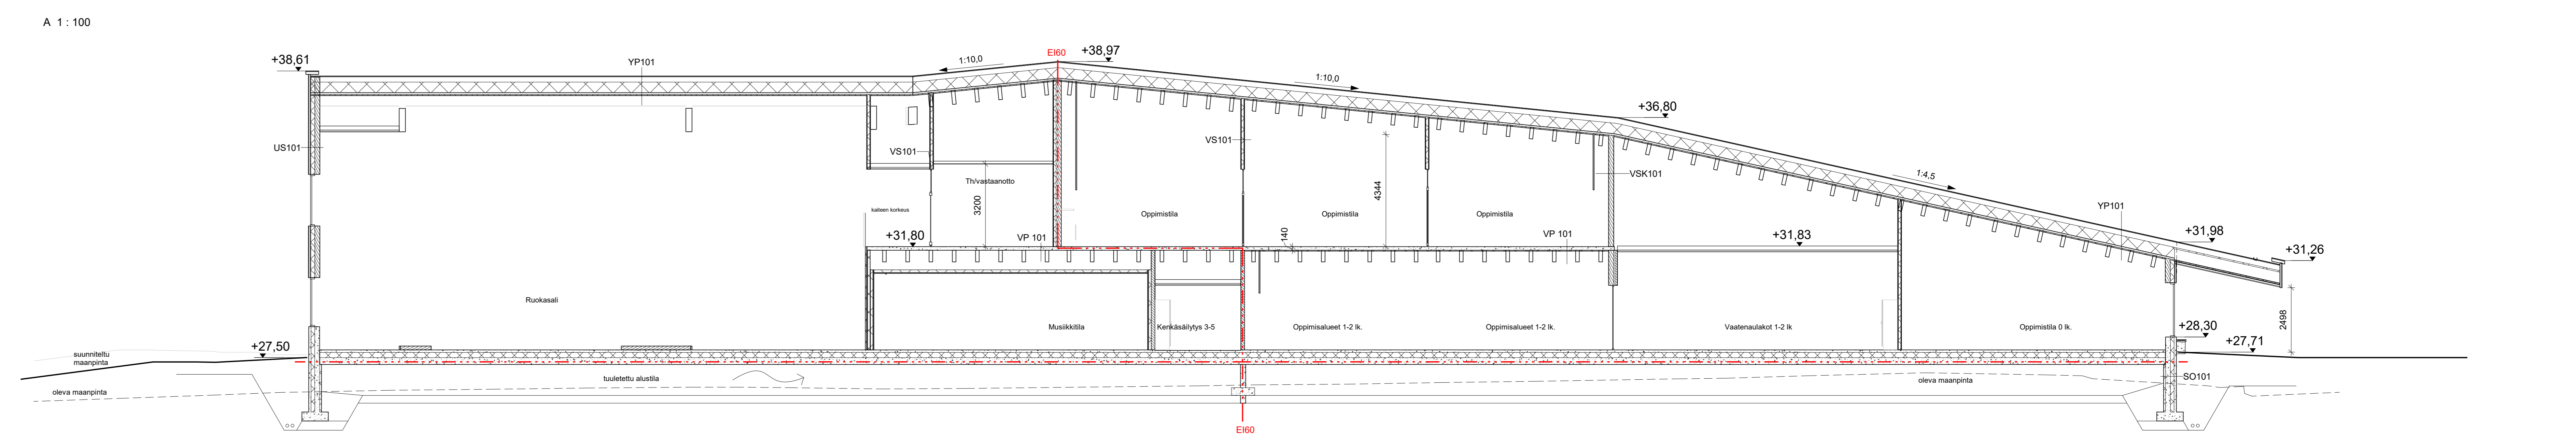 A 1 : 100
EI60
+38,97
+38,61
YP101
1:10,0
1:10,0
+36,80
US101
VS101
VS101
Th/vastaanotto
VSK101
1:4,5
3200
4344
kaiteen korkeus
Oppimistila
Oppimistila
Oppimistila
YP101
+31,80
VP 101
140
VP 101
+31,83
+31,98
+31,26
Ruokasali
Musiikkitila
Kenkäsäilytys 3-5
Oppimisalueet 1-2 lk.
Oppimisalueet 1-2 lk.
Vaatenaulakot 1-2 lk
Oppimistila 0 lk.
2498
+28,30
+27,50
+27,71
suunniteltu
maanpinta
tuuletettu alustila
oleva maanpinta
SO101
oleva maanpinta
EI60